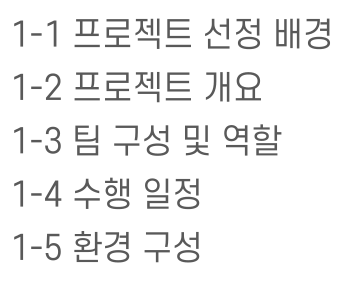 1-1 프로젝트 선정 배경
1-2 프로젝트 개요
1-3 팀 구성 및 역할
1-4 수행 일정
1-5 환경 구성